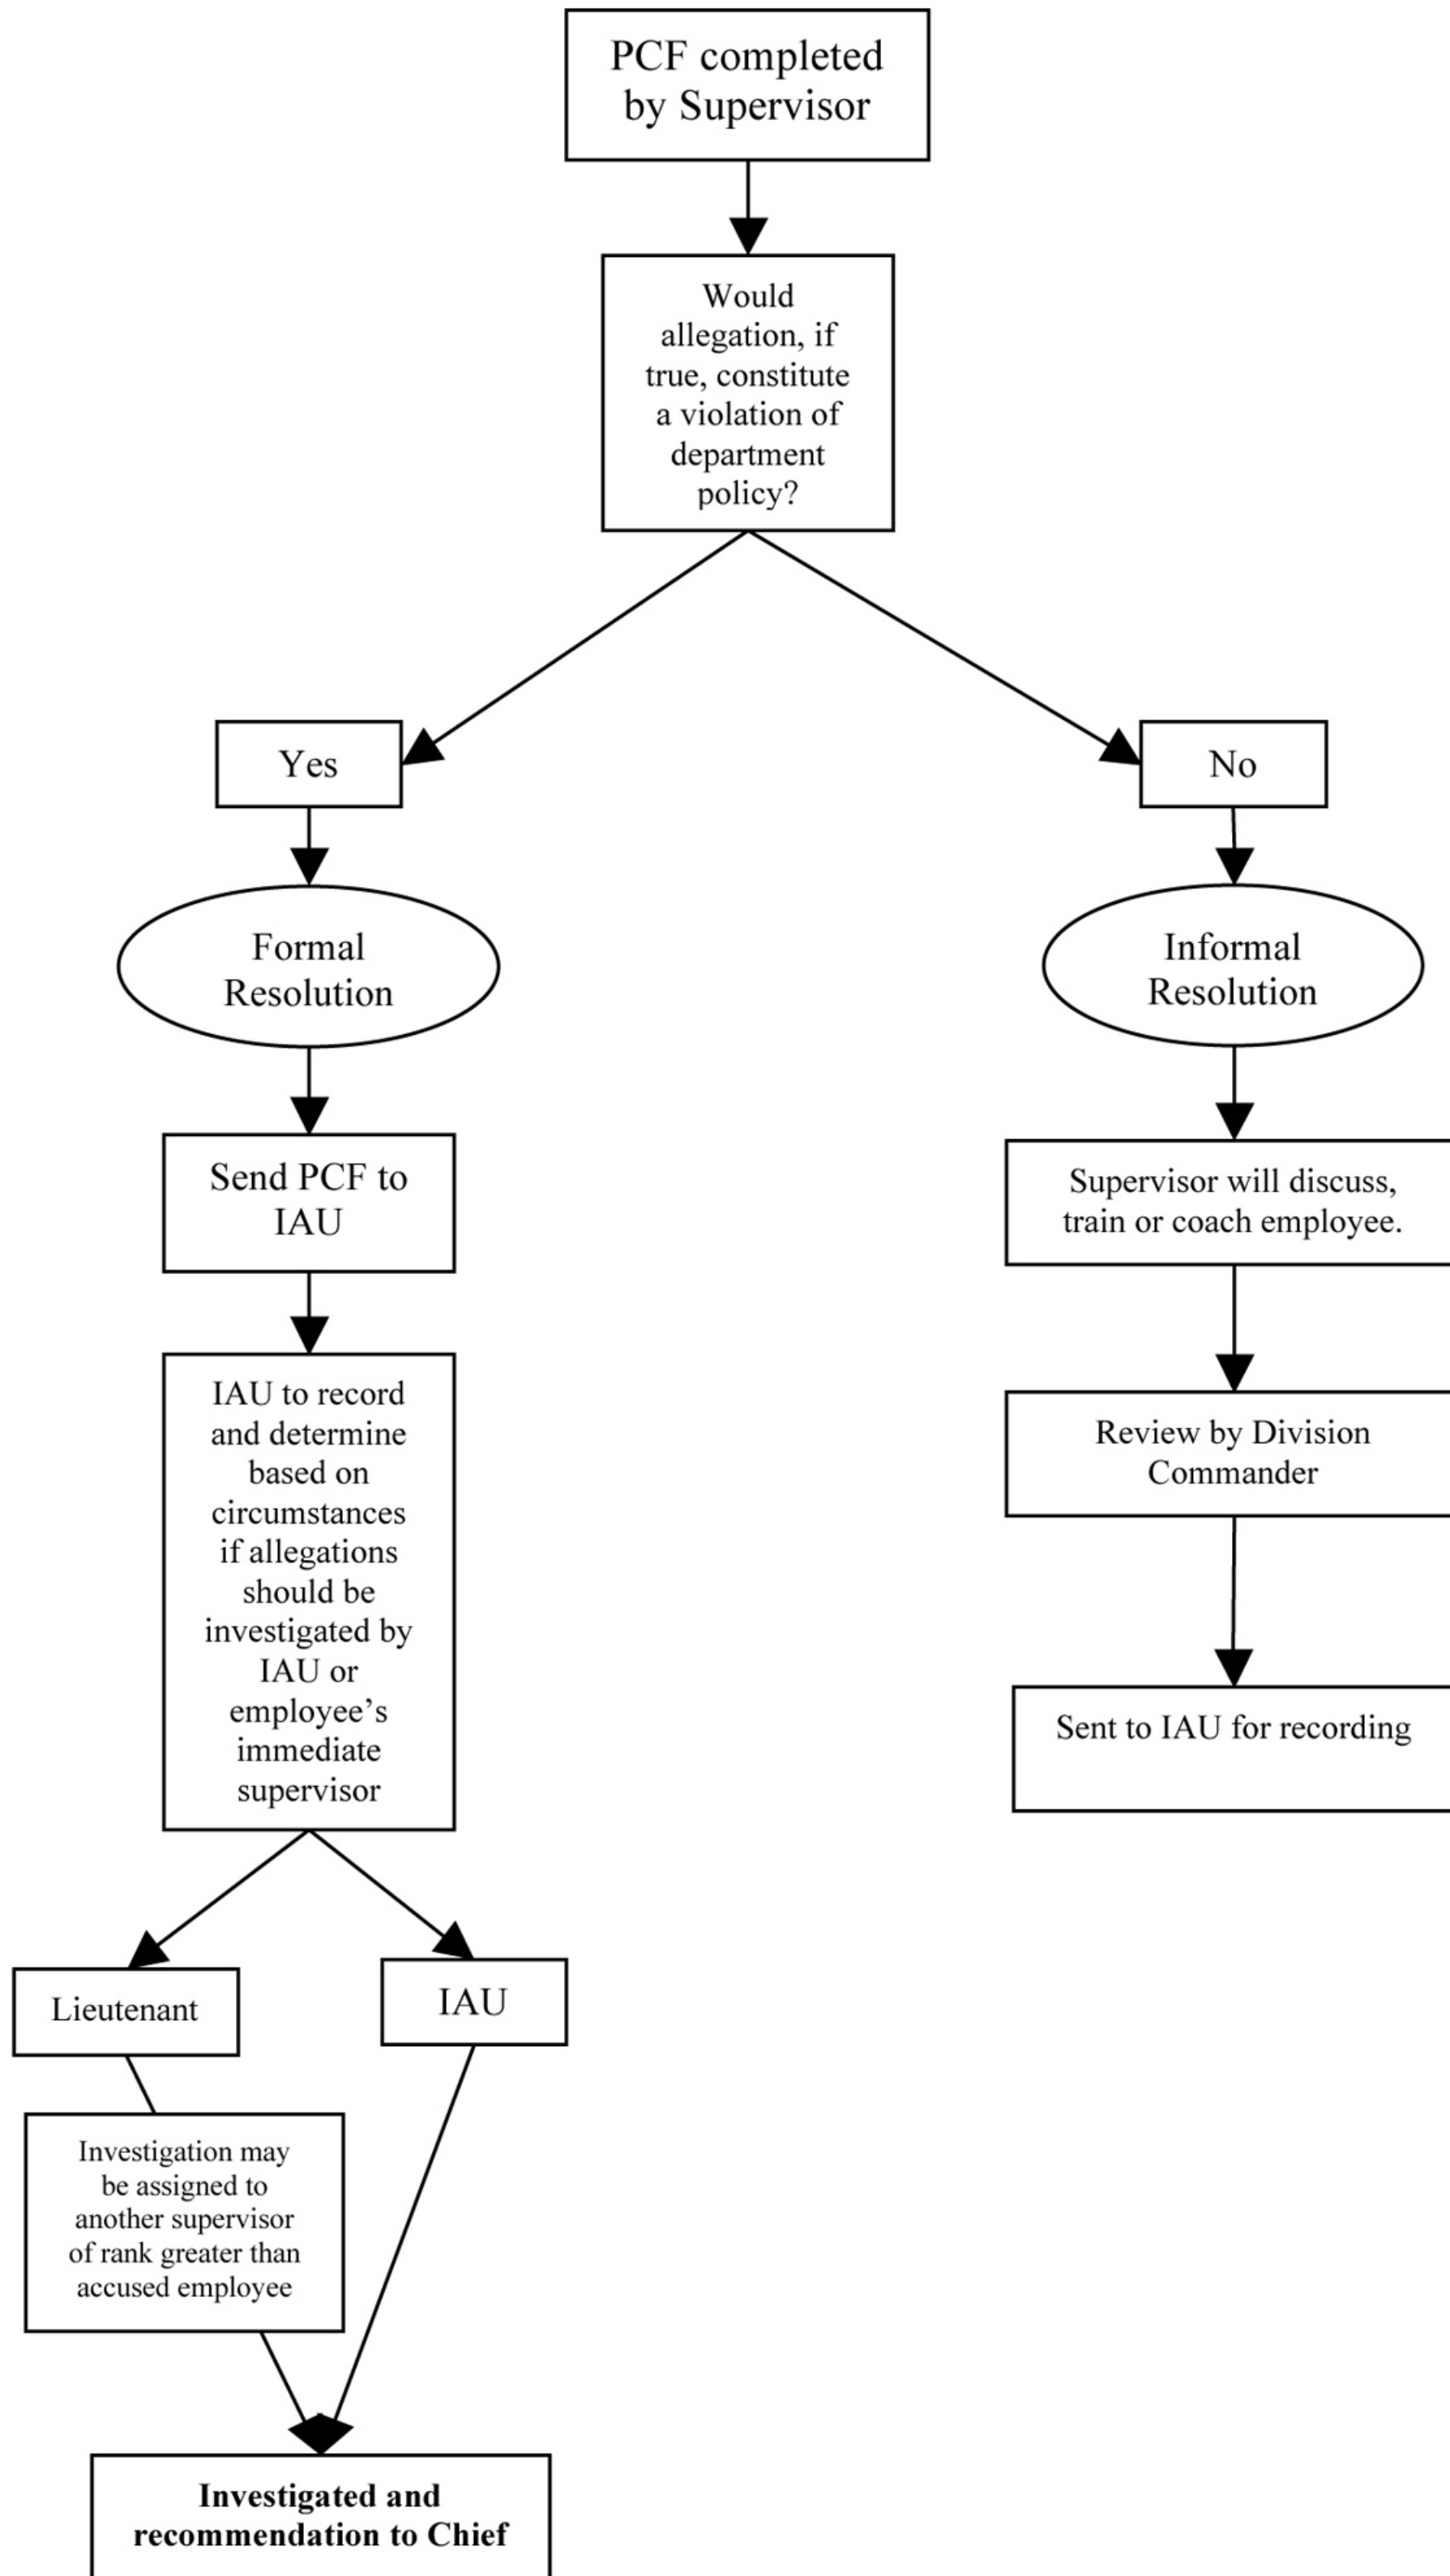 PCF completed
by Supervisor
Would
allegation, if
true, constitute
a violation of
department
policy?
Yes
No
Formal
Resolution
Informal
Resolution
Send PCF to
IAU
Supervisor will discuss,
train or coach employee.
IAU to record
and determine
based on
circumstances
if allegations
should be
investigated by
IAU or
employee’s
immediate
supervisor
Review by Division
Commander
Sent to IAU for recording
Lieutenant
IAU
Investigation may
be assigned to
another supervisor
of rank greater than
accused employee
Investigated and
recommendation to Chief